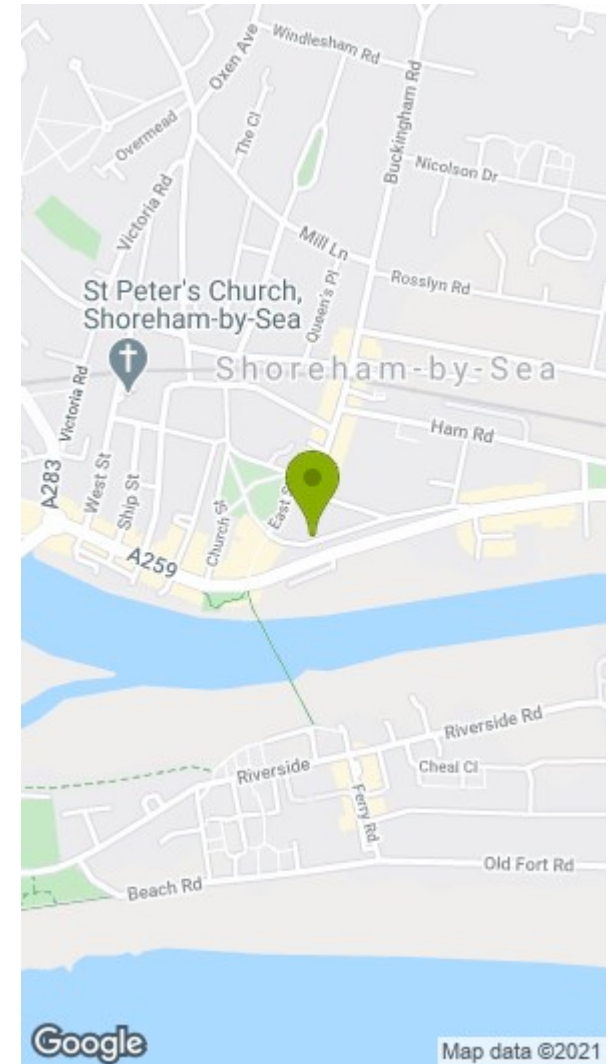 Windlesham Rd
Oxen Ave
Buckingham Rd
The Cl
Overmead
Nicolson Dr
Victoria Rd
Mill Ln
Rosslyn Rd
St Peter's Church,
Shoreham-by-Sea
Queen's Pl
Shoreham-by-Sea
Victoria Rd
Ham Rd
A283
West St
Ship St
Church St
East S
A259
Riverside Rd
Riverside
Cheal Cl
Ferry Rd
Old Fort Rd
Beach Rd
Google
Map data ©2021